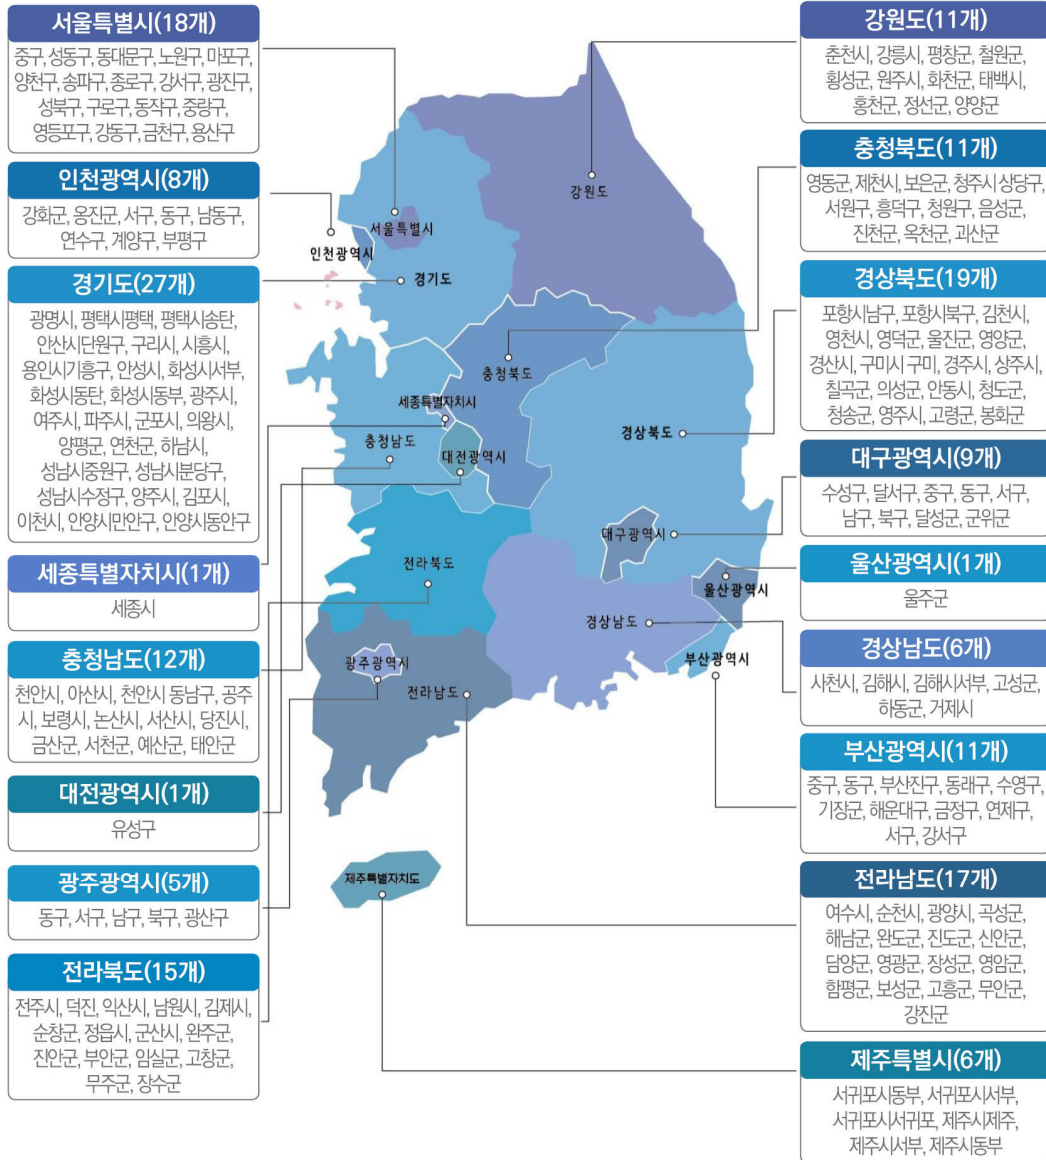 서울특별시(18개)
중구, 성동구, 동대문구, 노원구, 마포구,
양천구, 송파구, 종로구, 강서구, 광진구,
성북구, 구로구, 동작구, 중랑구,
영등포구, 강동구, 금천구, 용산구
인천광역시(8개)
강화군, 옹진군, 서구, 동구, 남동구,
연수구, 계양구, 부평구
경기도(27개)
광명시, 평택시평택, 평택시송탄,
안산시단원구, 구리시, 시흥시,
용인시기흥구, 안성시, 화성시서부,
화성시동탄, 화성시동부, 광주시,
여주시, 파주시, 군포시, 의왕시,
양평군, 연천군, 하남시,
성남시중원구, 성남시분당구,
성남시수정구, 양주시, 김포시,
이천시, 안양시만안구, 안양시동안구
세종특별자치시(1개)
세종시
충청남도(12개)
천안시, 아산시, 천안시 동남구, 공주
시, 보령시, 논산시, 서산시, 당진시,
금산군, 서천군, 예산군, 태안군
대전광역시(1개)
유성구
광주광역시(5개)
동구, 서구, 남구, 북구, 광산구
전라북도(15개)
전주시, 덕진, 익산시, 남원시, 김제시,
순창군, 정읍시, 군산시, 완주군,
진안군, 부안군, 임실군, 고창군,
무주군, 장수군
강원도
서울특별시
인천광역시
경기도
충청북도
세종특별자치시
충청남도
대전광역시
경상북도
대구광역시
전라북도
울산광역시
경상남도
부산광역시
광주광역시
전라남도
제주특별자치도
강원도(11개)
춘천시, 강릉시, 평창군, 철원군,
횡성군, 원주시, 화천군, 태백시,
홍천군, 정선군, 양양군
충청북도(11개)
영동군, 제천시, 보은군, 청주시 상당구,
서원구, 흥덕구, 청원구, 음성군,
진천군, 옥천군, 괴산군
경상북도(19개)
포항시남구, 포항시북구, 김천시,
영천시, 영덕군, 울진군, 영양군,
경산시, 구미시 구미, 경주시, 상주시,
칠곡군, 의성군, 안동시, 청도군,
청송군, 영주시, 고령군, 봉화군
대구광역시(9개)
수성구, 달서구, 중구, 동구, 서구,
남구, 북구, 달성군, 군위군
울산광역시(1개)
울주군
경상남도(6개)
사천시, 김해시, 김해시서부, 고성군,
하동군, 거제시
부산광역시(11개)
중구, 동구, 부산진구, 동래구, 수영구,
기장군, 해운대구, 금정구, 연제구,
서구, 강서구
전라남도(17개)
여수시, 순천시, 광양시, 곡성군,
해남군, 완도군, 진도군, 신안군,
담양군, 영광군, 장성군, 영암군,
함평군, 보성군, 고흥군, 무안군,
강진군
제주특별시(6개)
서귀포시동부, 서귀포시서부,
서귀포시서귀포, 제주시제주,
제주시서부, 제주시동부